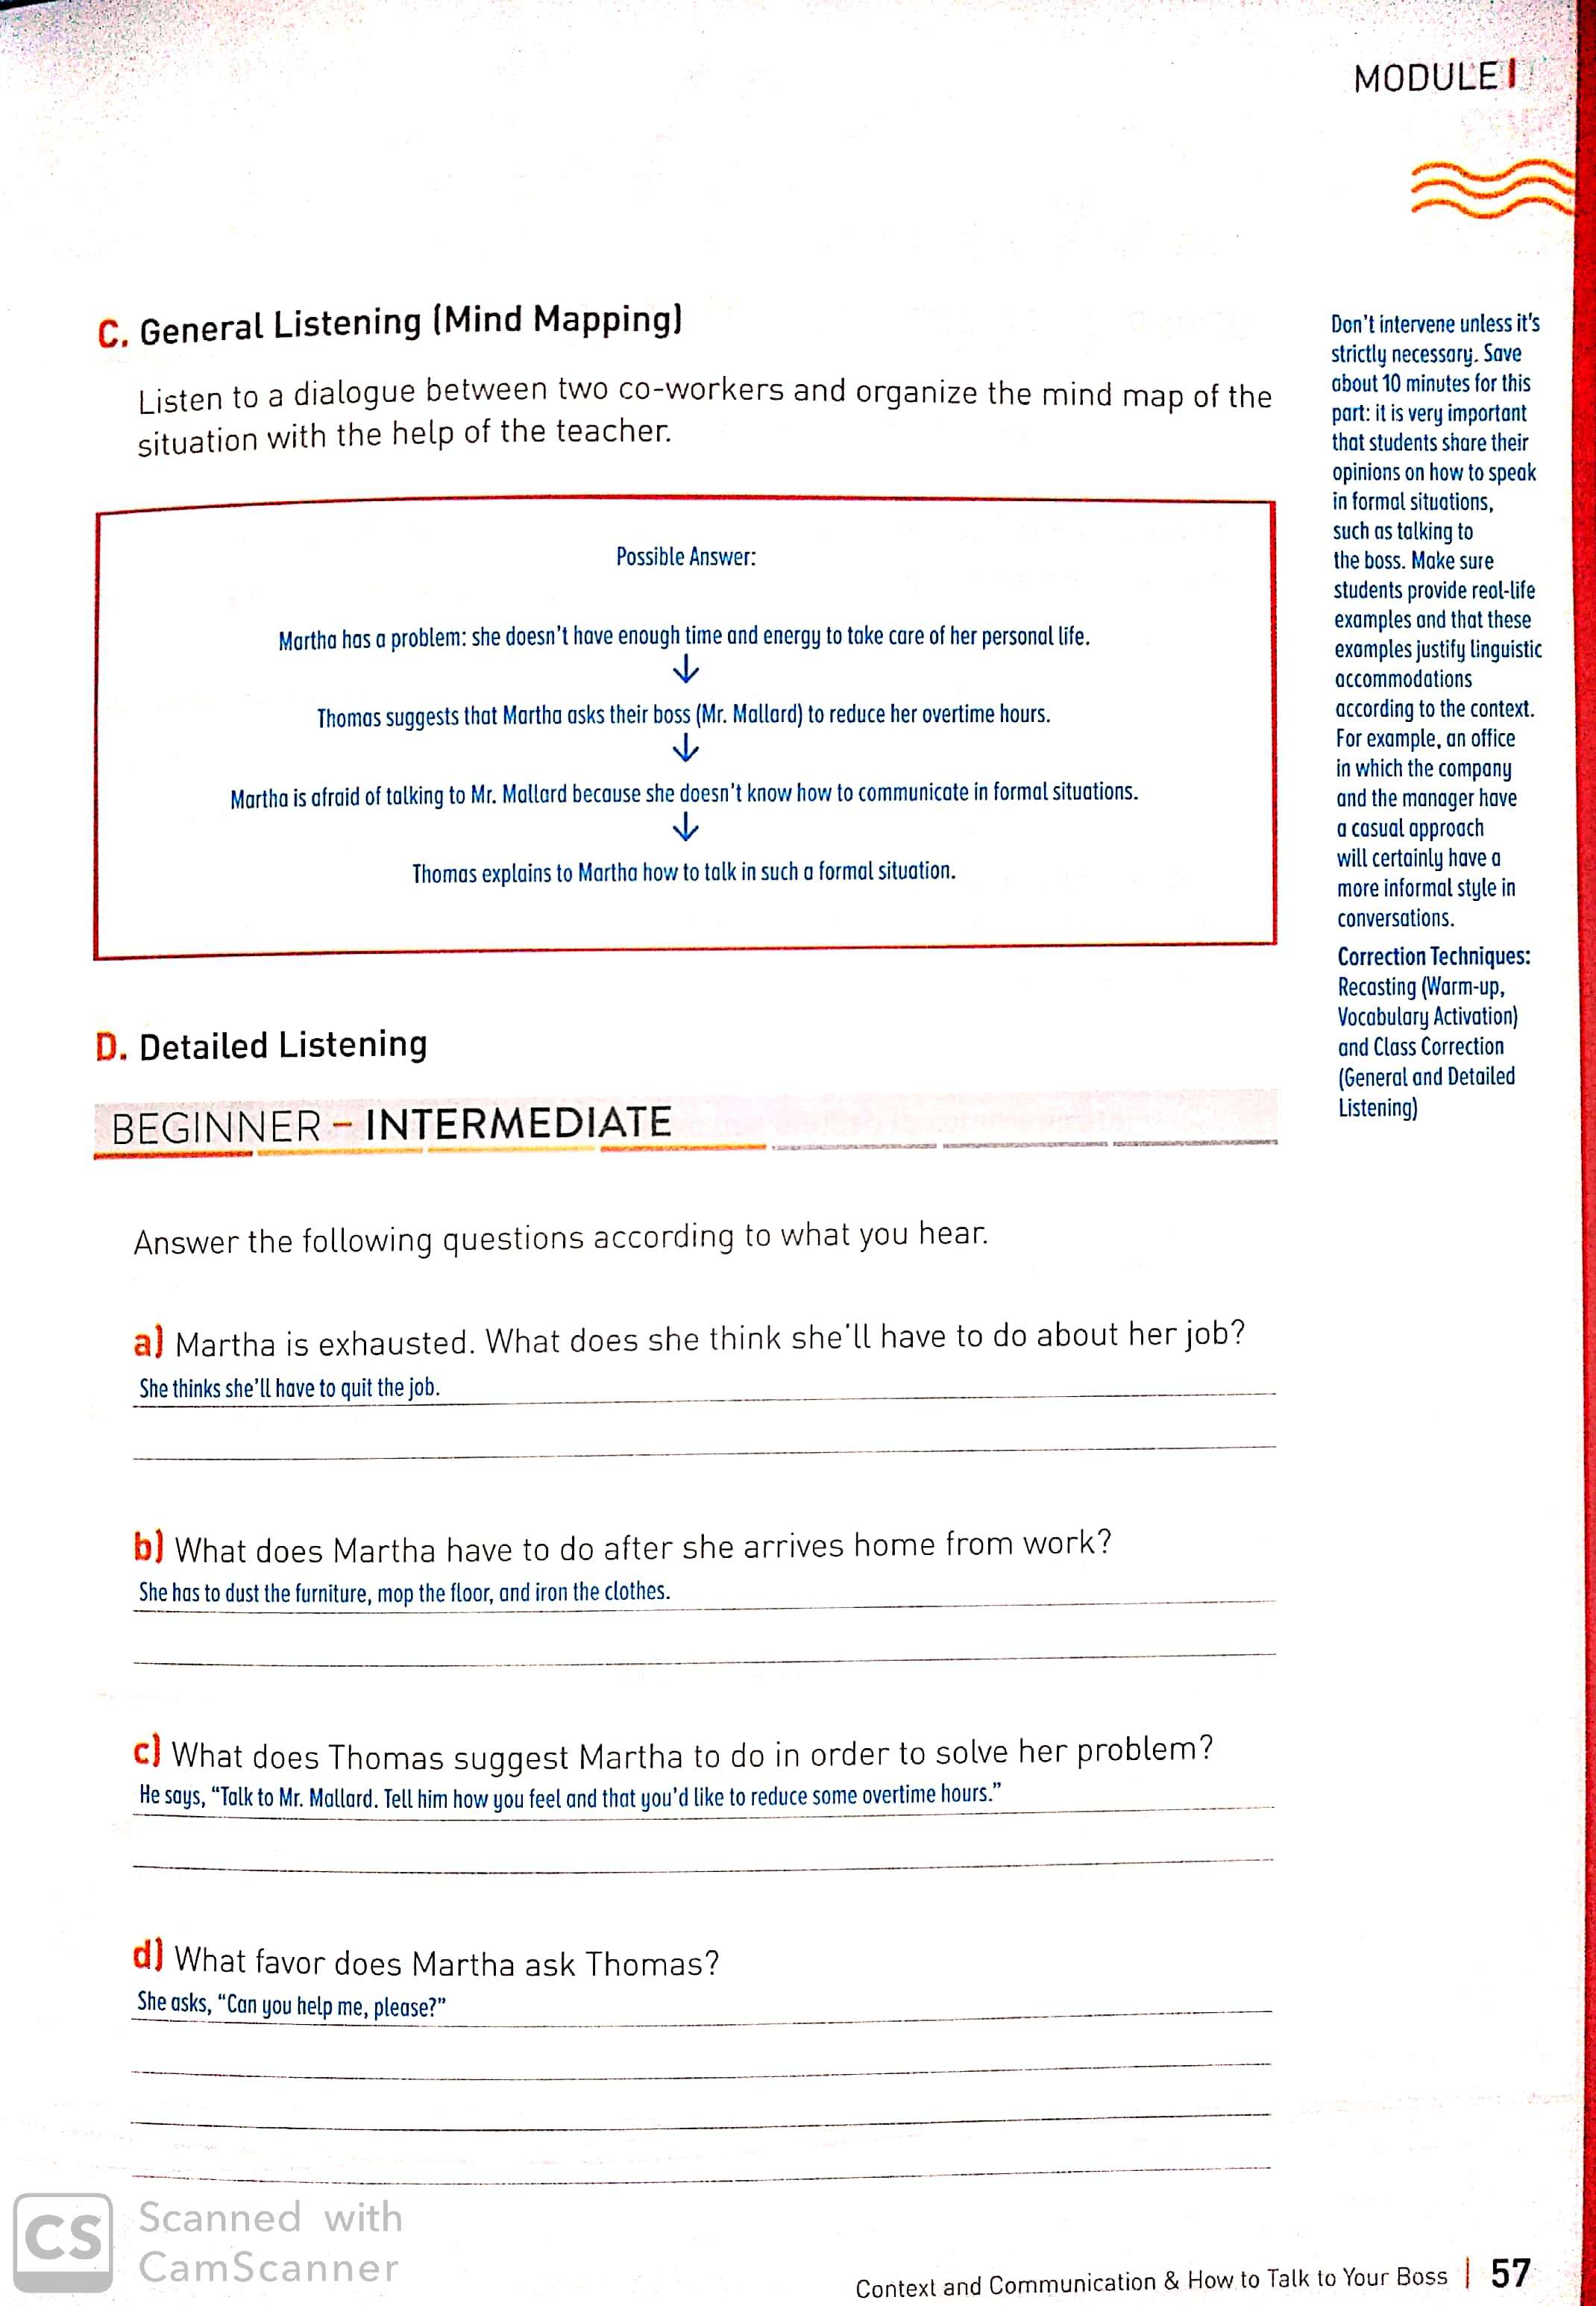 MODULE I
C. General Listening (Mind Mapping)
Listen to a dialogue between two co-workers and organize the mind map of the
situation with the help of the teacher.
Possible Answer:
Martha has a problem: she doesn't have enough time and energy to take care of her personal life.
↓
Thomas suggests that Martha asks their boss (Mr. Mallard) to reduce her overtime hours.
↓
Martha is afraid of talking to Mr. Mallard because she doesn't know how to communicate in formal situations.
↓
Thomas explains to Martha how to talk in such a formal situation.
Don't intervene unless it's
strictly necessary. Save
about 10 minutes for this
part: it is very important
that students share their
opinions on how to speak
in formal situations,
such as talking to
the boss. Make sure
students provide real-life
examples and that these
examples justify linguistic
accommodations
according to the context.
For example, an office
in which the company
and the manager have
a casual approach
will certainly have a
more informal style in
conversations.
Correction Techniques:
Recasting (Warm-up,
Vocabulary Activation)
and Class Correction
(General and Detailed
Listening)
D. Detailed Listening
BEGINNER – INTERMEDIATE
Answer the following questions according to what you hear.
a) Martha is exhausted. What does she think she'll have to do about her job?
She thinks she'll have to quit the job.
b) What does Martha have to do after she arrives home from work?
She has to dust the furniture, mop the floor, and iron the clothes.
c) What does Thomas suggest Martha to do in order to solve her problem?
He says, "Talk to Mr. Mallard. Tell him how you feel and that you'd like to reduce some overtime hours."
d) What favor does Martha ask Thomas?
She asks, "Can you help me, please?"
CS
Scanned with
CamScanner
Context and Communication & How to Talk to Your Boss | 57